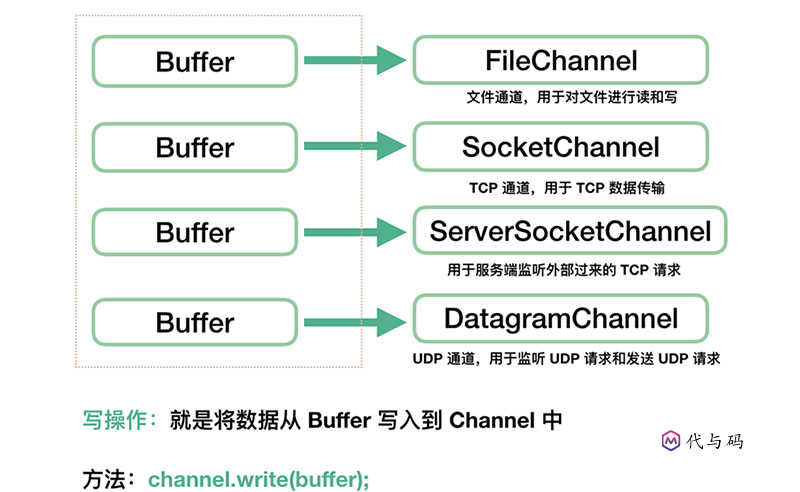 Buffer
FileChannel
文件通道，用于对文件进行读和写
Buffer
SocketChannel
TCP 通道，用于 TCP 数据传输
Buffer
ServerSocketChannel
用于服务端监听外部过来的 TCP 请求
Buffer
DatagramChannel
UDP 通道，用于监听 UDP 请求和发送 UDP 请求
写操作：就是将数据从 Buffer 写入到 Channel 中
代与码
方法：channel.write(buffer);